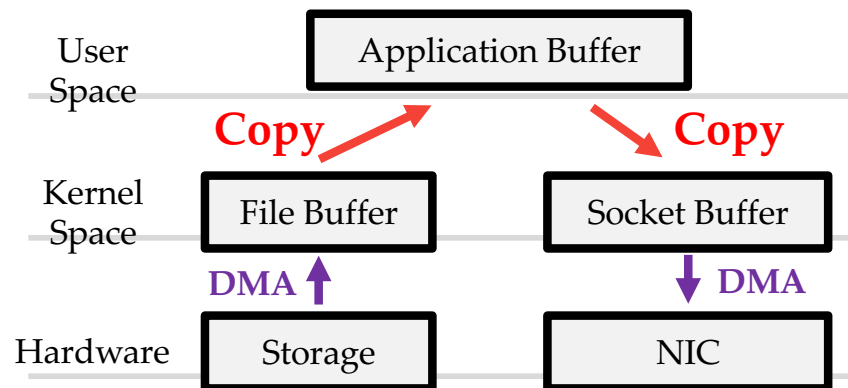 User
Space
Application Buffer
Copy
Copy
Kernel
Space
File Buffer
Socket Buffer
DMA
DMA
Hardware
Storage
NIC